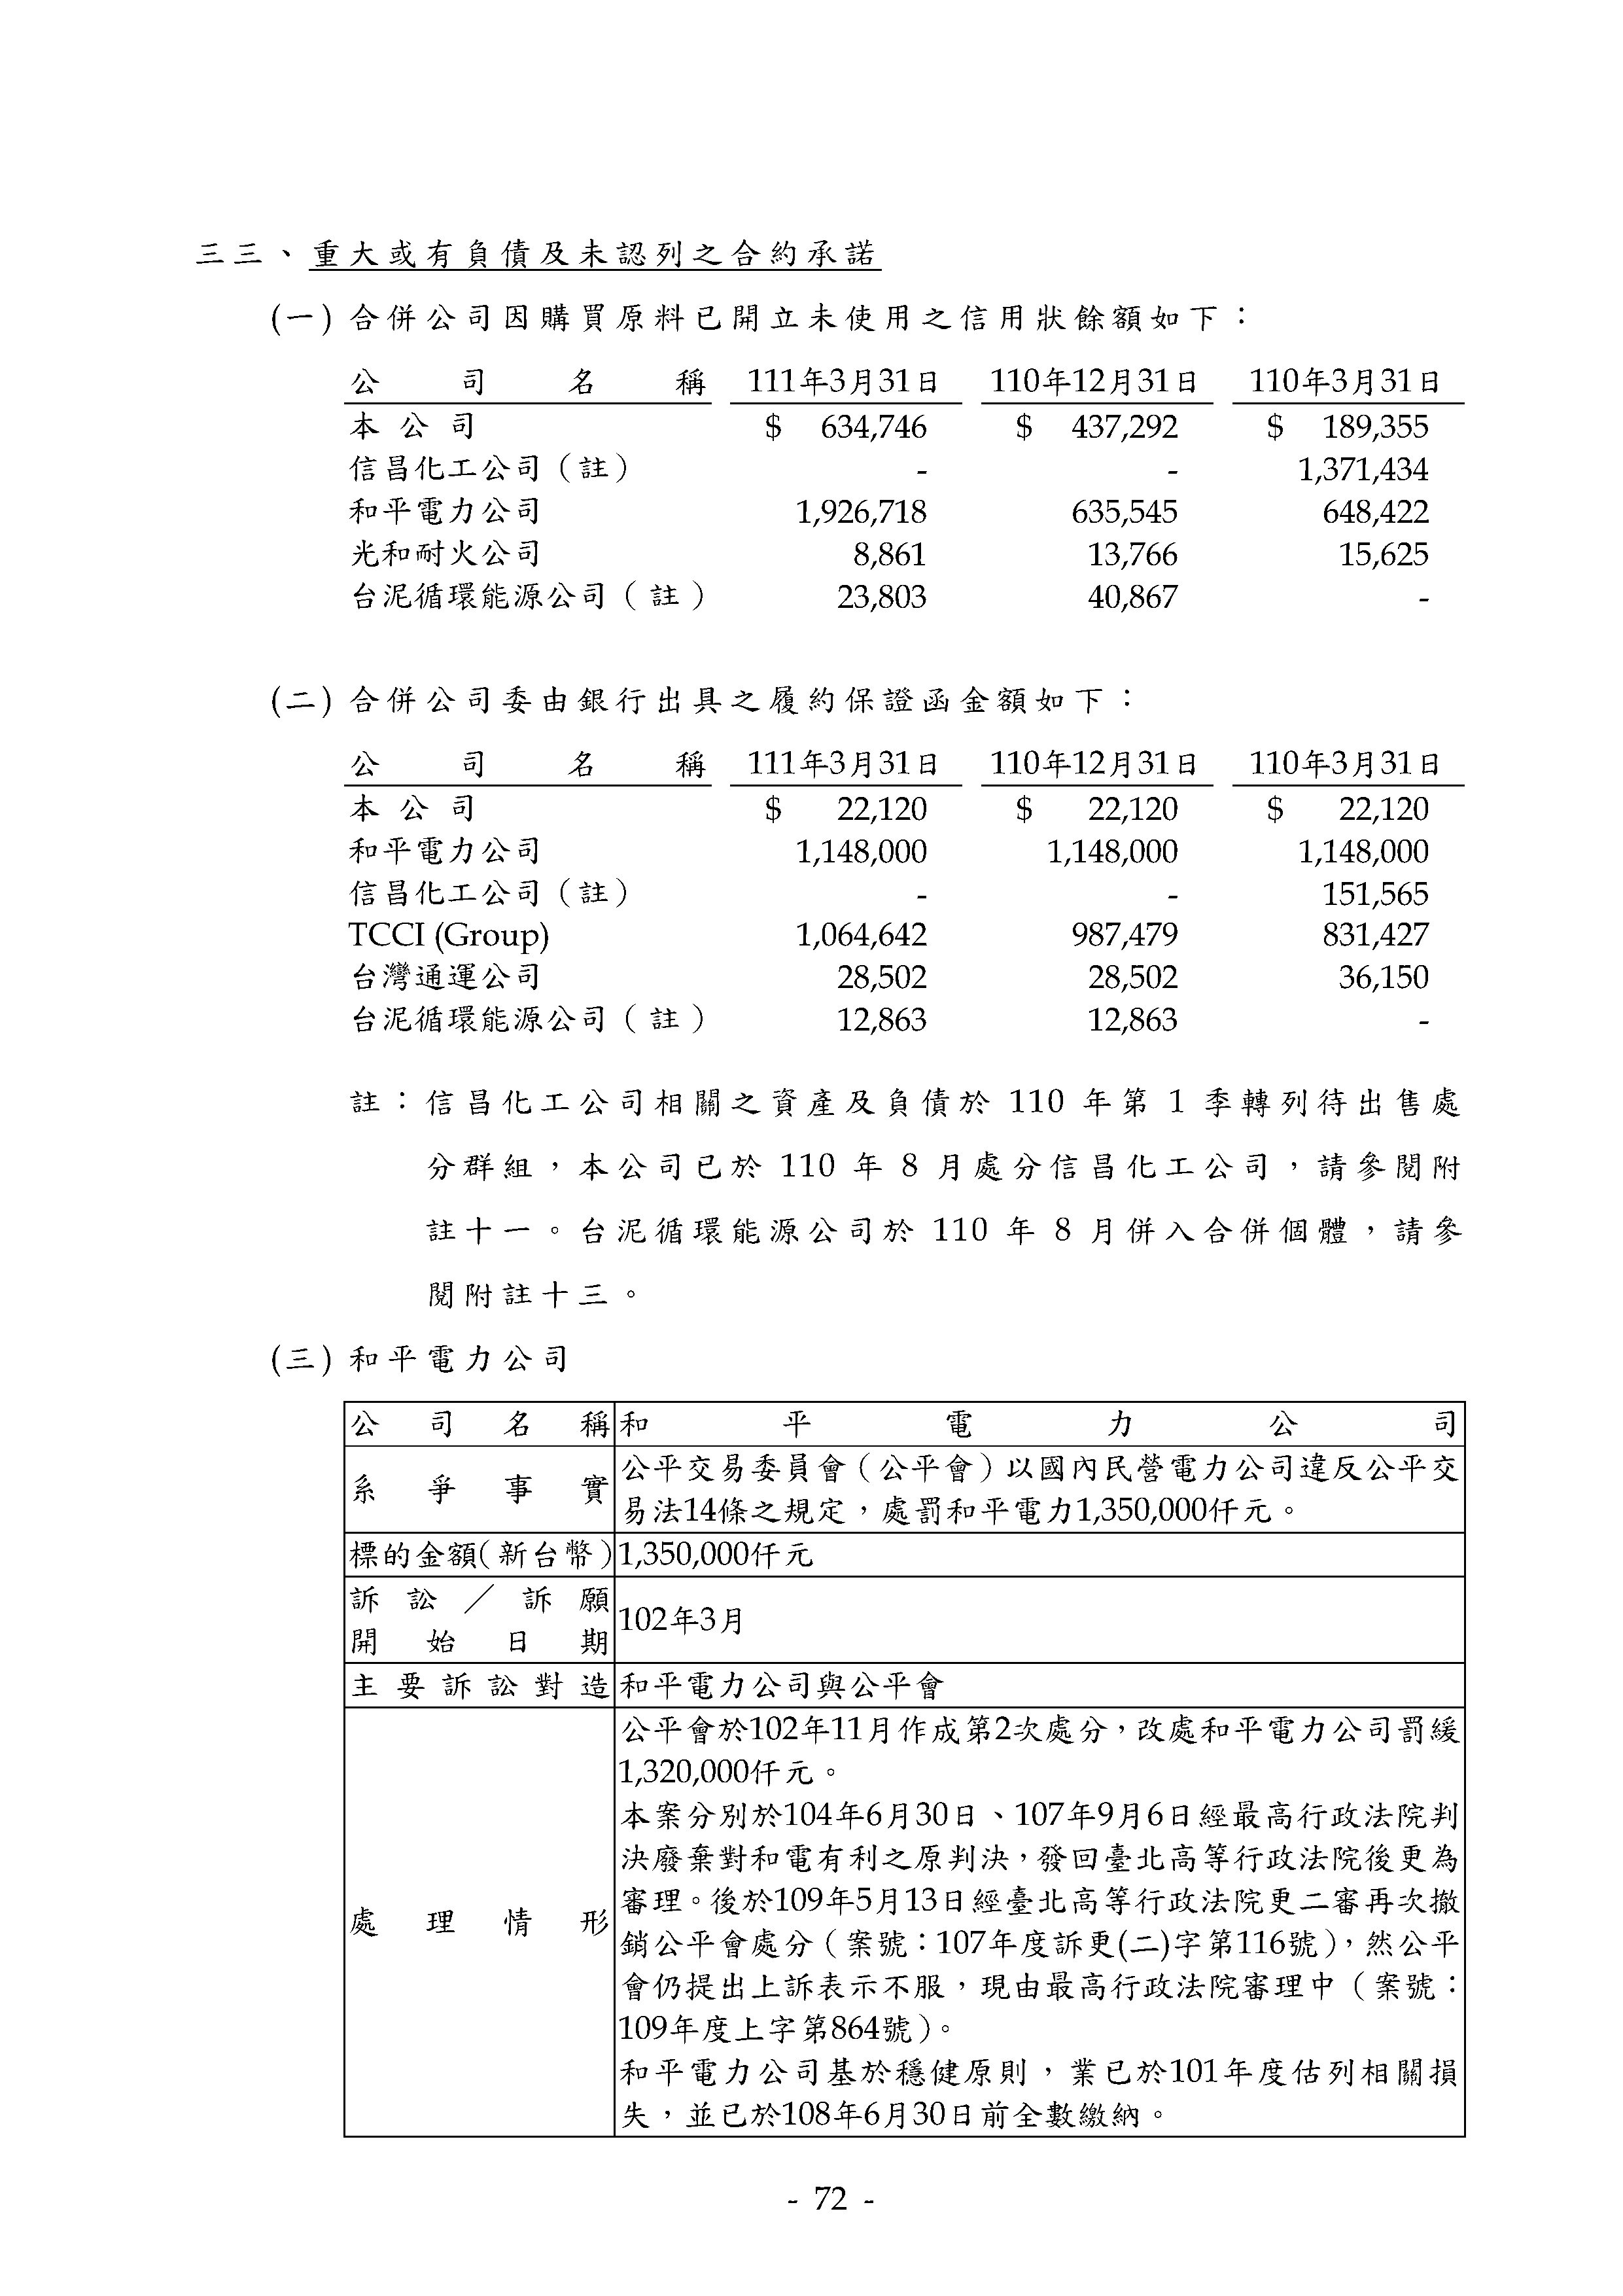 三三、重大或有負債及未認列之合約承諾
(一) 合併公司因購買原料已開立未使用之信用狀餘額如下：
公司名稱 111年3月31日 110年12月31日 110年3月31日
本公司 $ 634,746 $ 437,292 $ 189,355
信昌化工公司（註） - - 1,371,434
和平電力公司 1,926,718 635,545 648,422
光和耐火公司 8,861 13,766 15,625
台泥循環能源公司（註） 23,803 40,867 -
(二) 合併公司委由銀行出具之履約保證函金額如下：
公司名稱 111年3月31日 110年12月31日 110年3月31日
本公司 $ 22,120 $ 22,120 $ 22,120
和平電力公司 1,148,000 1,148,000 1,148,000
信昌化工公司（註） - - 151,565
TCCI (Group) 1,064,642 987,479 831,427
台灣通運公司 28,502 28,502 36,150
台泥循環能源公司（註） 12,863 12,863 -
註：信昌化工公司相關之資產及負債於 110 年第 1 季轉列待出售處
分群組，本公司已於 110 年 8 月處分信昌化工公司，請參閱附
註十一。台泥循環能源公司於 110 年 8 月併入合併個體，請參
閱附註十三。
(三) 和平電力公司
公司名稱 和平電力公司
系爭事實 公平交易委員會（公平會）以國內民營電力公司違反公平交
易法14條之規定，處罰和平電力1,350,000仟元。
標的金額（新台幣） 1,350,000仟元
訴訟／訴願
開始日期 102年3月
主要訴訟對造 和平電力公司與公平會
處理情形 公平會於102年11月作成第2次處分，改處和平電力公司罰緩
1,320,000仟元。
本案分別於104年6月30日、107年9月6日經最高行政法院判
決廢棄對和電有利之原判決，發回臺北高等行政法院後更為
審理。後於109年5月13日經臺北高等行政法院更二審再次撤
銷公平會處分（案號：107年度訴更(二)字第116號），然公平
會仍提出上訴表示不服，現由最高行政法院審理中（案號：
109年度上字第864號）。
和平電力公司基於穩健原則，業已於101年度估列相關損
失，並已於108年6月30日前全數繳納。
- 72 -